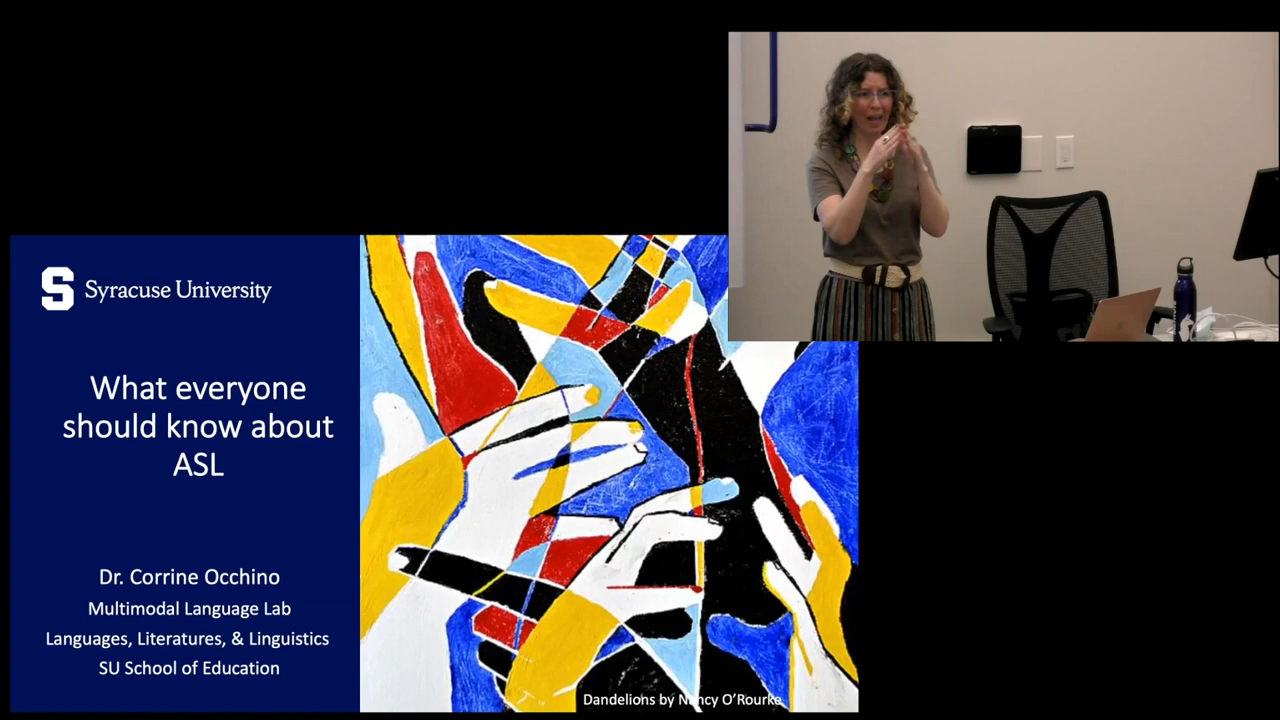 S Syracuse University
What everyone
should know about
ASL
Dr. Corrine Occhino
Multimodal Language Lab
Languages, Literatures, & Linguistics
SU School of Education
Dandelions by Nancy O'Rourke